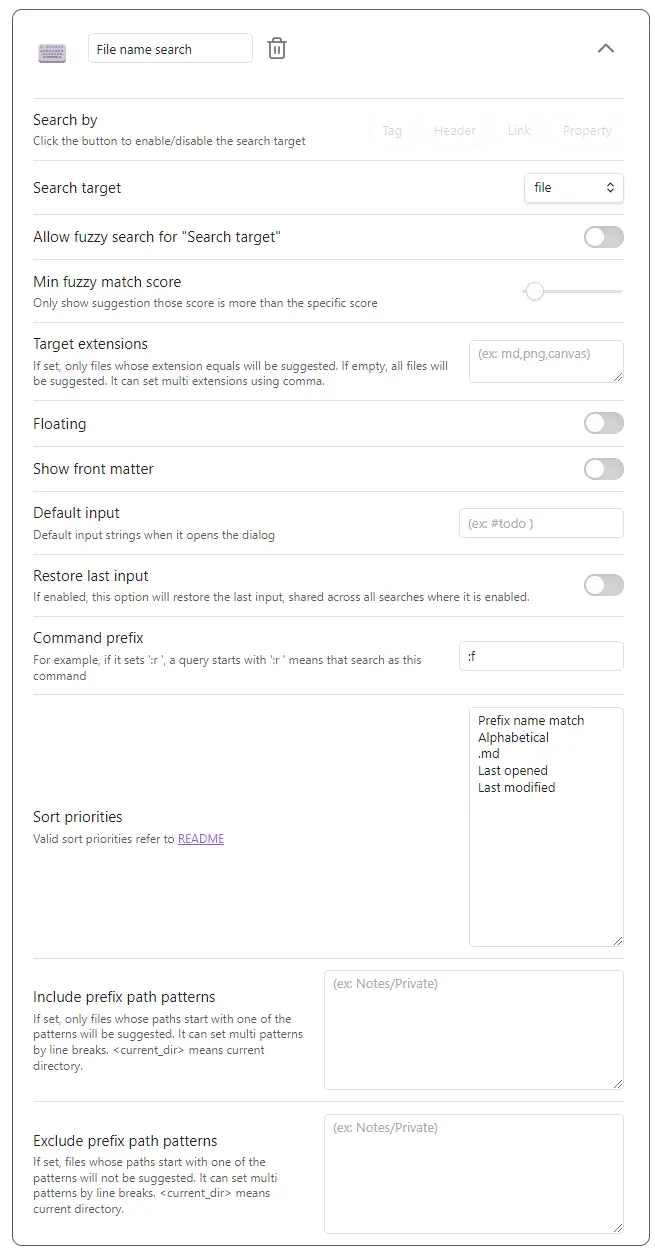 File name search
Search by
Click the button to enable/disable the search target
Tag Header Link Property
Search target
file
Allow fuzzy search for "Search target"
Min fuzzy match score
Only show suggestion those score is more than the specific score
Target extensions
If set, only files whose extension equals will be suggested. If empty, all files will
be suggested. It can set multi extensions using comma.
(ex: md,png,canvas)
Floating
Show front matter
Default input
Default input strings when it opens the dialog
(ex: #todo )
Restore last input
If enabled, this option will restore the last input, shared across all searches where it is enabled.
Command prefix
For example, if it sets ':r ', a query starts with ':r ' means that search as this
command
:f
Sort priorities
Valid sort priorities refer to README
Prefix name match
Alphabetical
.md
Last opened
Last modified
Include prefix path patterns
If set, only files whose paths start with one of the
patterns will be suggested. It can set multi patterns
by line breaks. <current_dir> means current
directory.
(ex: Notes/Private)
Exclude prefix path patterns
If set, files whose paths start with one of the
patterns will not be suggested. It can set multi
patterns by line breaks. <current_dir> means
current directory.
(ex: Notes/Private)